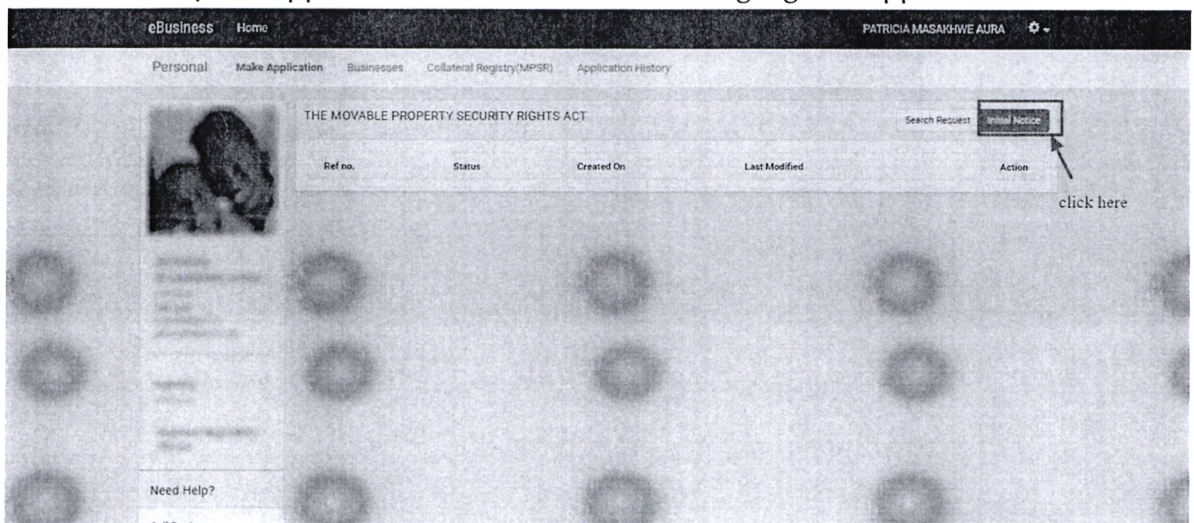 eBusiness Home PATRICIA MASAKHWE AURA
Personal Make Application Businesses Collateral Registry(MPSR) Application History
THE MOVABLE PROPERTY SECURITY RIGHTS ACT
Search Request Initial Notice
Ref no. Status Created On Last Modified Action
click here
Need Help?